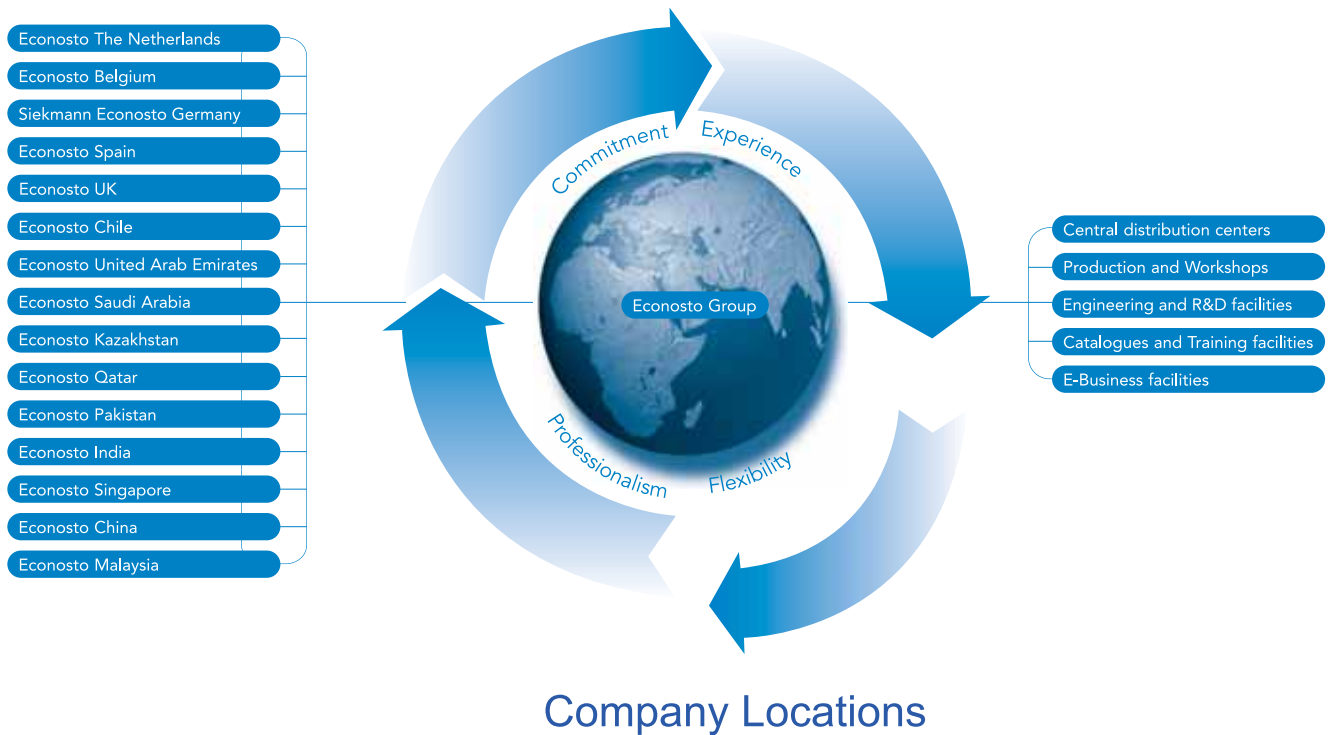 Econosto The Netherlands
Econosto Belgium
Siekmann Econosto Germany
Econosto Spain
Econosto UK
Econosto Chile
Econosto United Arab Emirates
Econosto Saudi Arabia
Econosto Kazakhstan
Econosto Qatar
Econosto Pakistan
Econosto India
Econosto Singapore
Econosto China
Econosto Malaysia
Commitment
Experience
Econosto Group
Professionalism
Flexibility
Central distribution centers
Production and Workshops
Engineering and R&D facilities
Catalogues and Training facilities
E-Business facilities
Company Locations